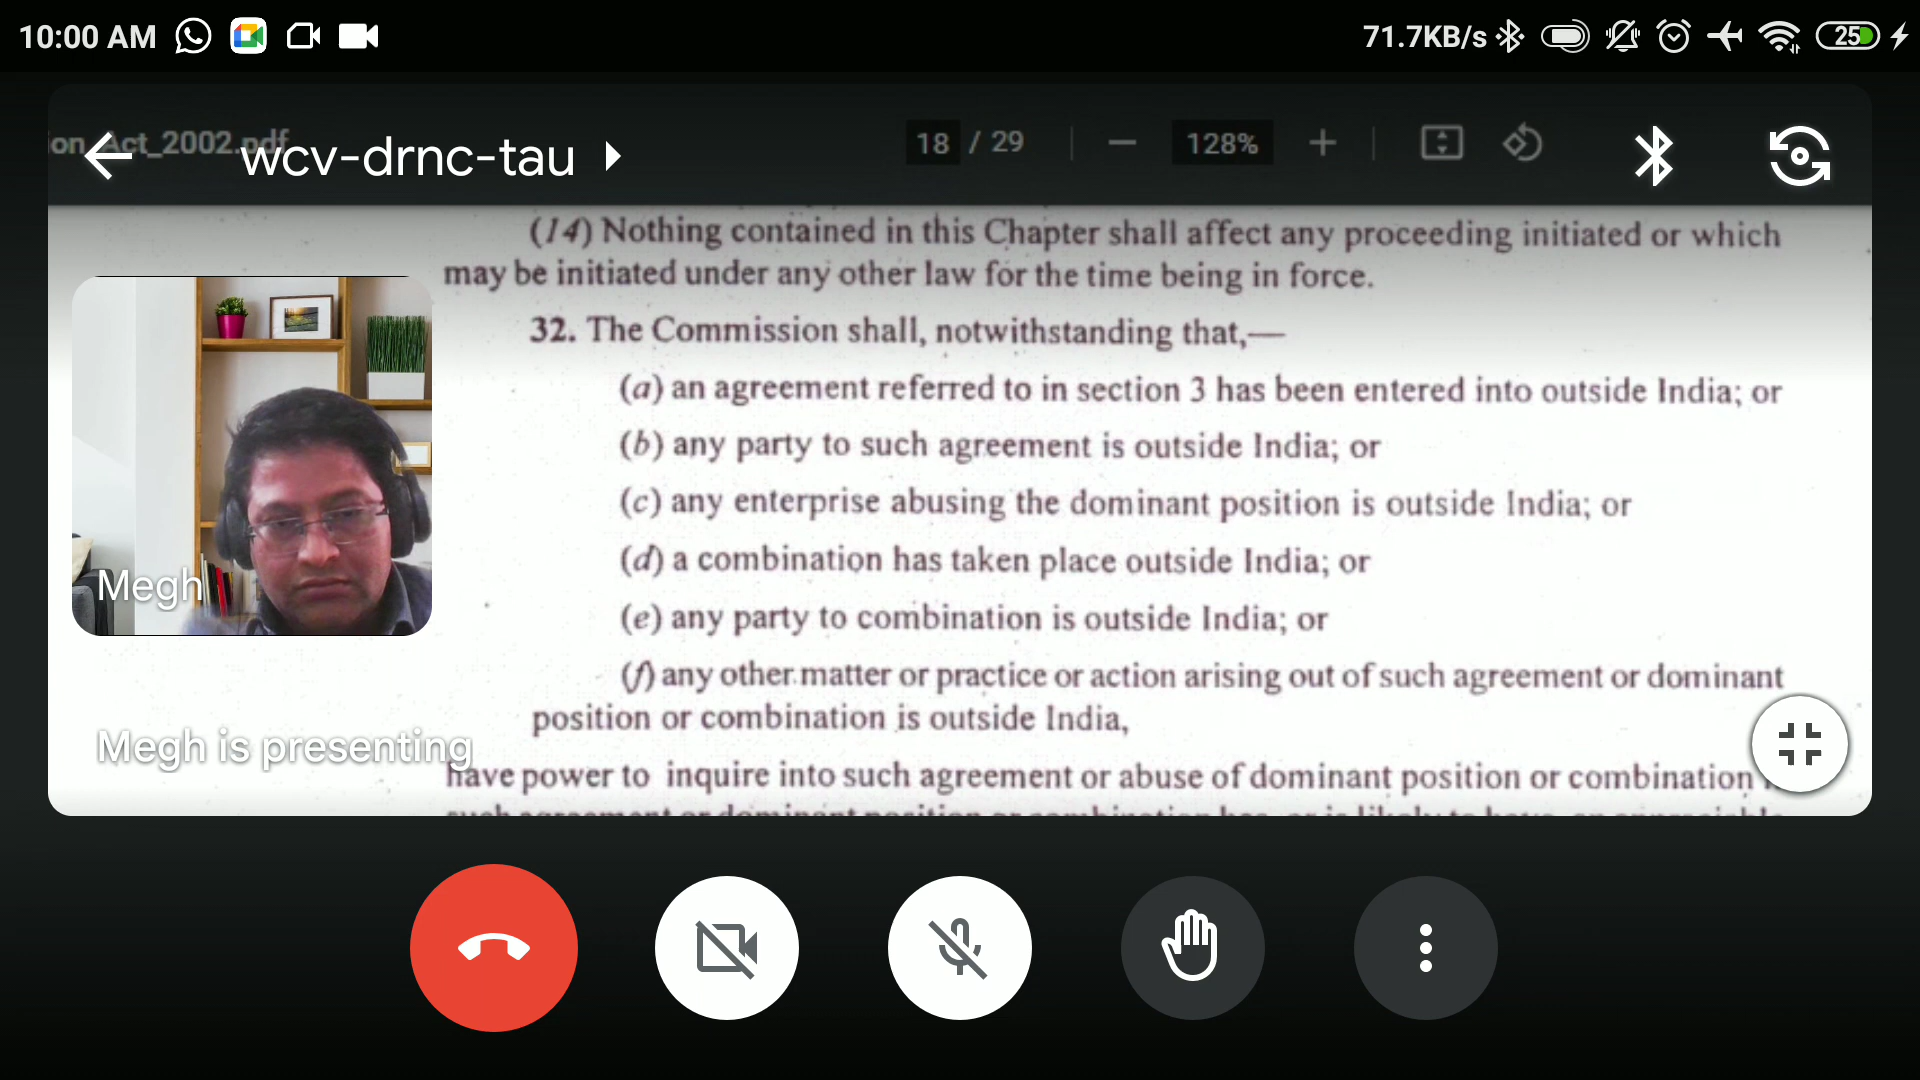 10:00 AM
71.7KB/s
25
on_Act_2002.pdf
wcv-drnc-tau
18 / 29
128%
(14) Nothing contained in this Chapter shall affect any proceeding initiated or which
may be initiated under any other law for the time being in force.
32. The Commission shall, notwithstanding that,—
(a) an agreement referred to in section 3 has been entered into outside India; or
(b) any party to such agreement is outside India; or
(c) any enterprise abusing the dominant position is outside India; or
(d) a combination has taken place outside India; or
(e) any party to combination is outside India; or
(f) any other matter or practice or action arising out of such agreement or dominant
position or combination is outside India,
have power to inquire into such agreement or abuse of dominant position or combination
Megh
Megh is presenting